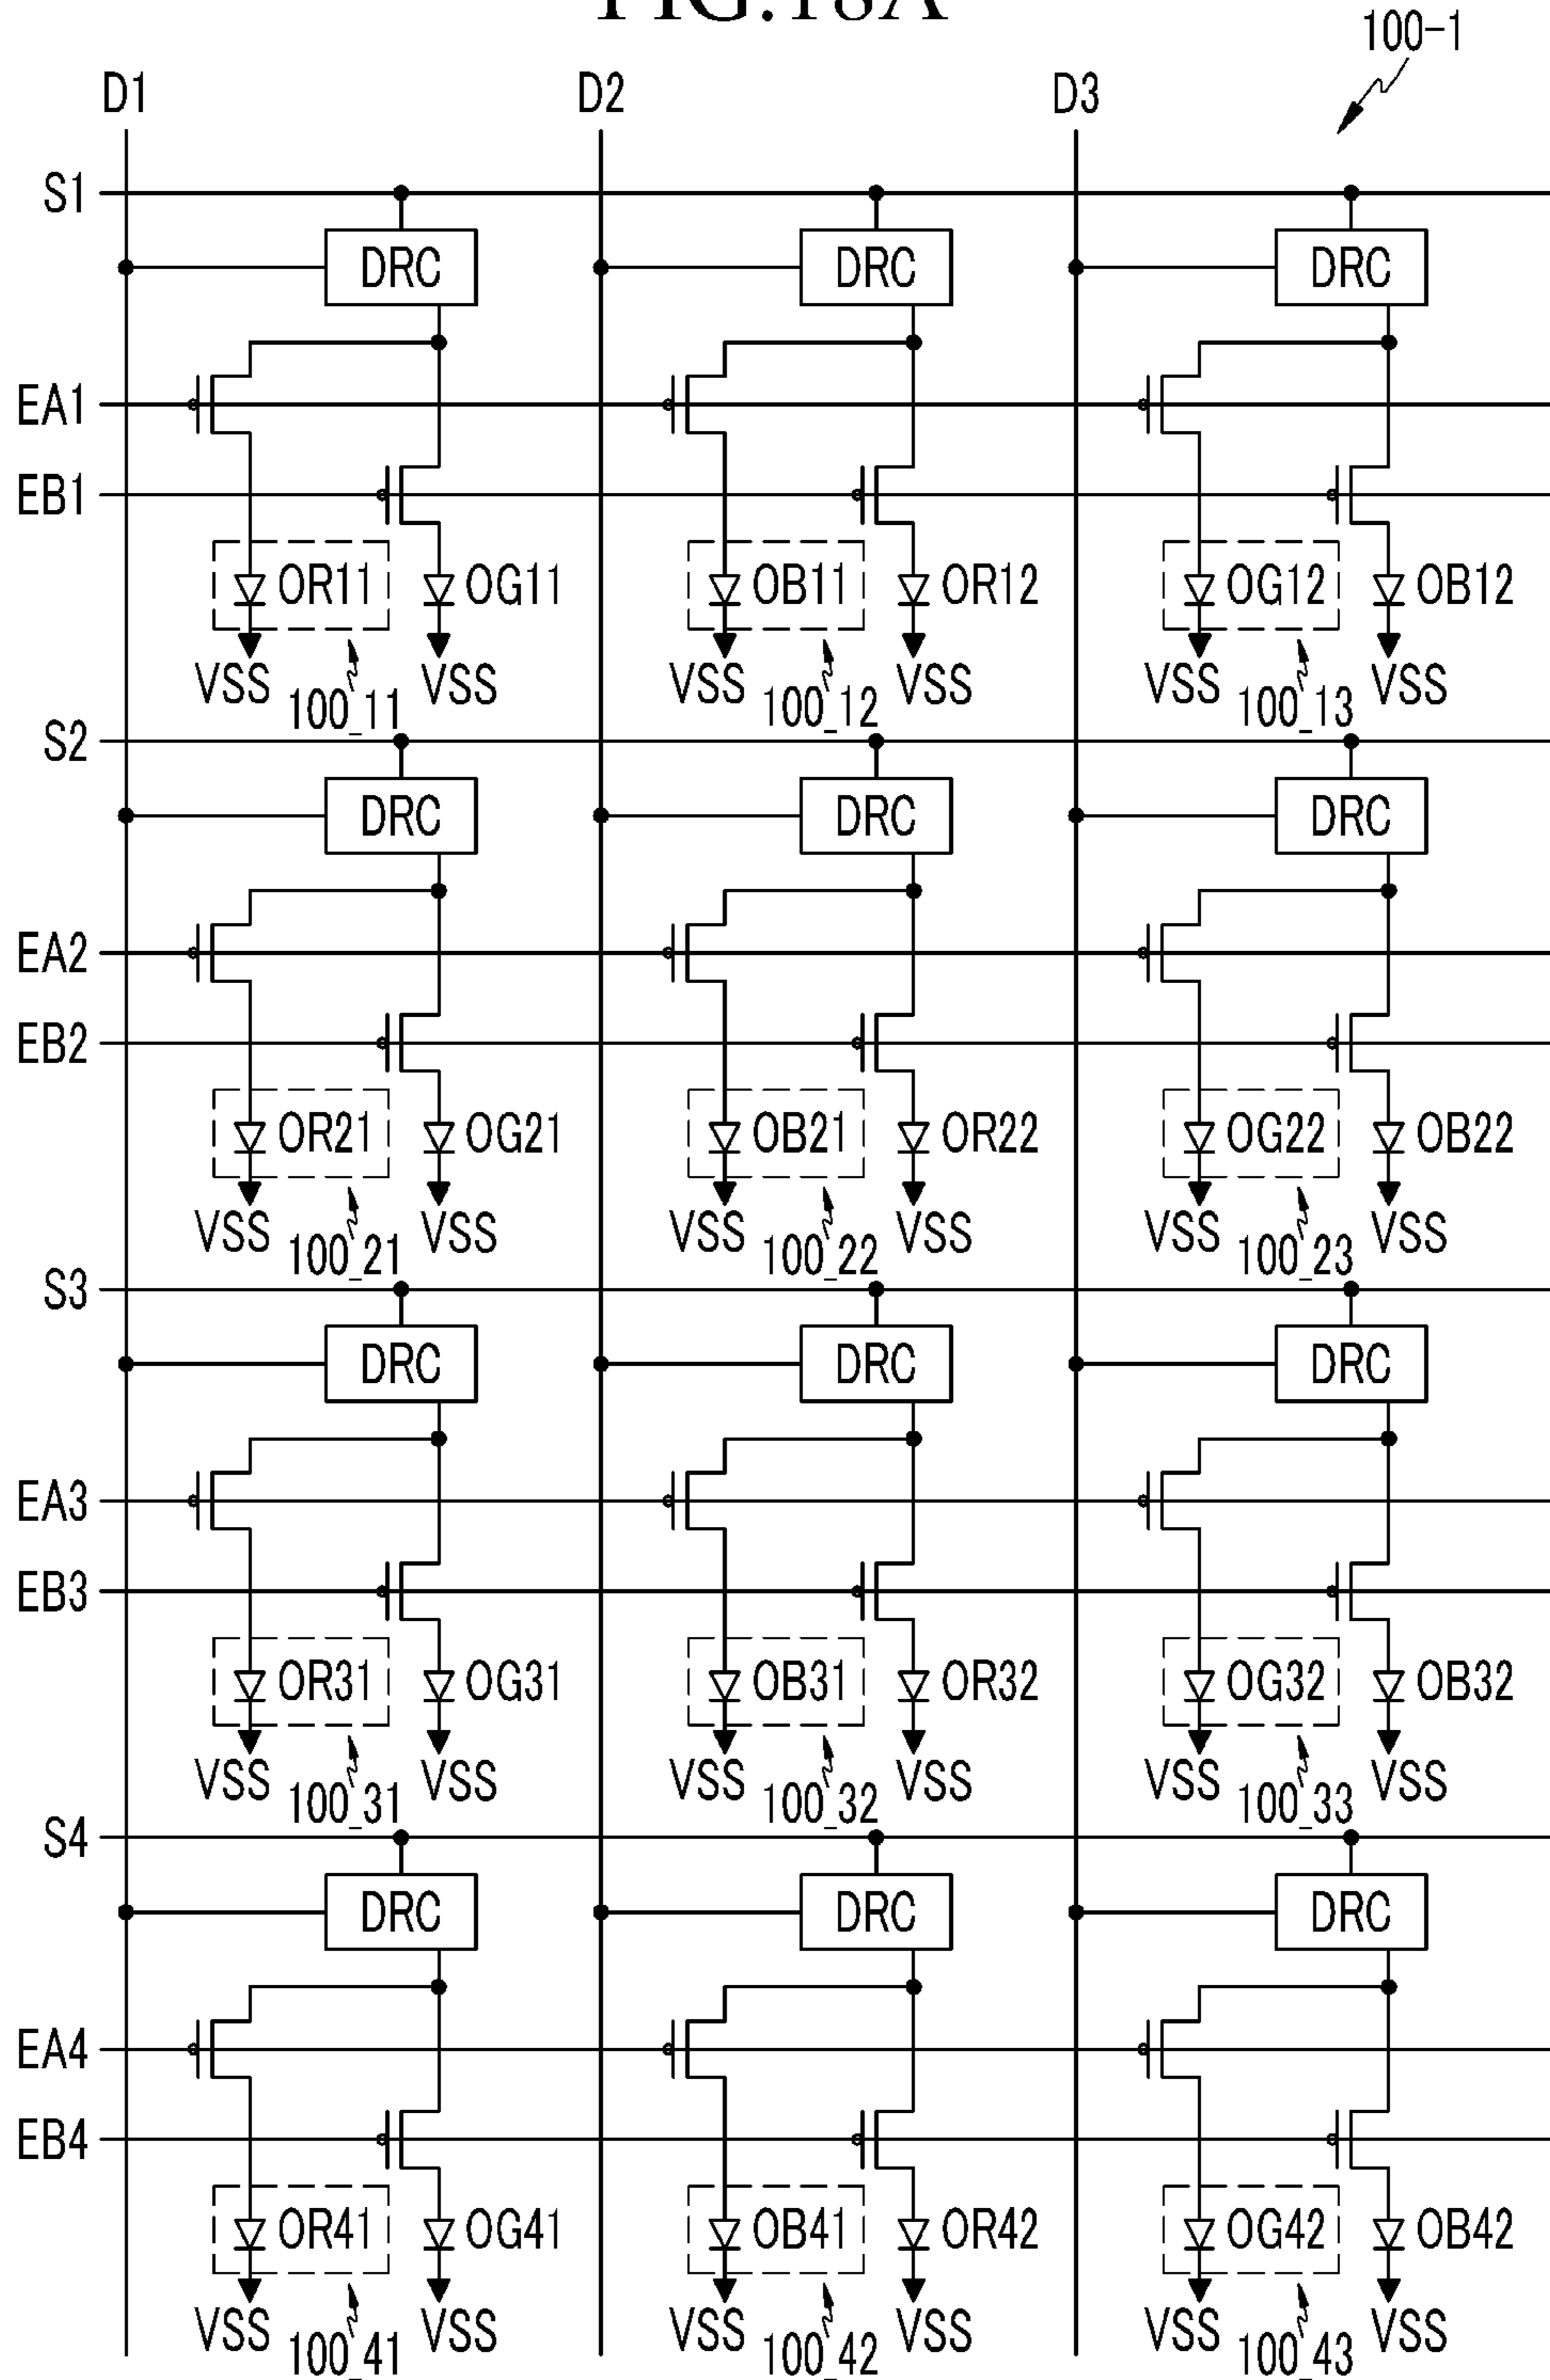 FIG.18A
100-1
D1 D2 D3
S1
DRC DRC DRC
EA1
EB1
OR11 OG11 OB11 OR12 OG12 OB12
VSS 100_11 VSS VSS 100_12 VSS VSS 100_13 VSS
S2
DRC DRC DRC
EA2
EB2
OR21 OG21 OB21 OR22 OG22 OB22
VSS 100_21 VSS VSS 100_22 VSS VSS 100_23 VSS
S3
DRC DRC DRC
EA3
EB3
OR31 OG31 OB31 OR32 OG32 OB32
VSS 100_31 VSS VSS 100_32 VSS VSS 100_33 VSS
S4
DRC DRC DRC
EA4
EB4
OR41 OG41 OB41 OR42 OG42 OB42
VSS 100_41 VSS VSS 100_42 VSS VSS 100_43 VSS